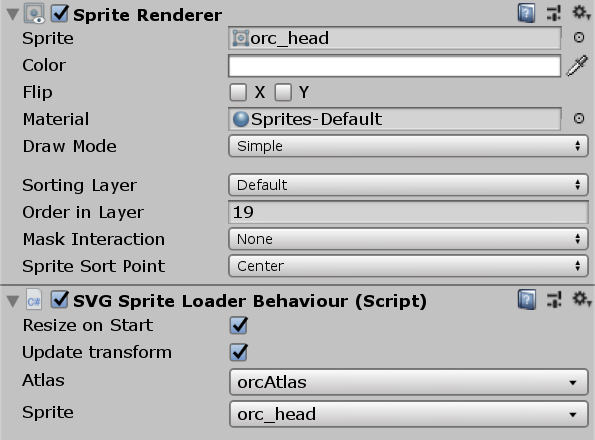 Sprite Renderer
Sprite orc_head
Color
Flip X Y
Material Sprites-Default
Draw Mode Simple
Sorting Layer Default
Order in Layer 19
Mask Interaction None
Sprite Sort Point Center
C# SVG Sprite Loader Behaviour (Script)
Resize on Start
Update transform
Atlas orcAtlas
Sprite orc_head